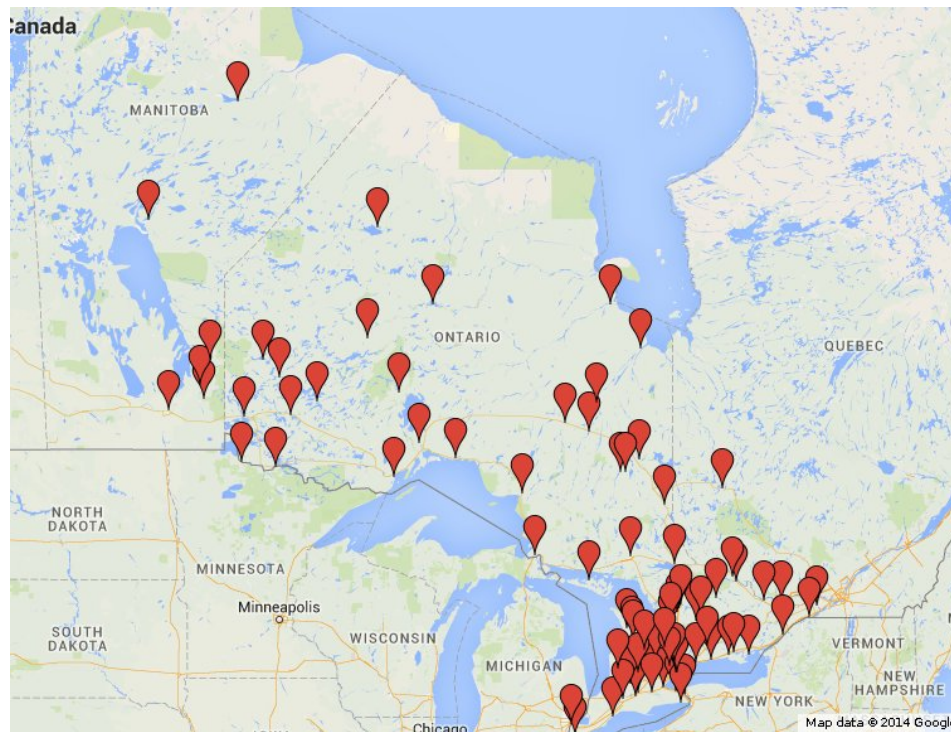 Canada
MANITOBA
ONTARIO
QUEBEC
NORTH
DAKOTA
MINNESOTA
Minneapolis
SOUTH
DAKOTA
WISCONSIN
MICHIGAN
VERMONT
NEW
HAMPSHIRE
NEW YORK
Chicago
Map data © 2014 Google